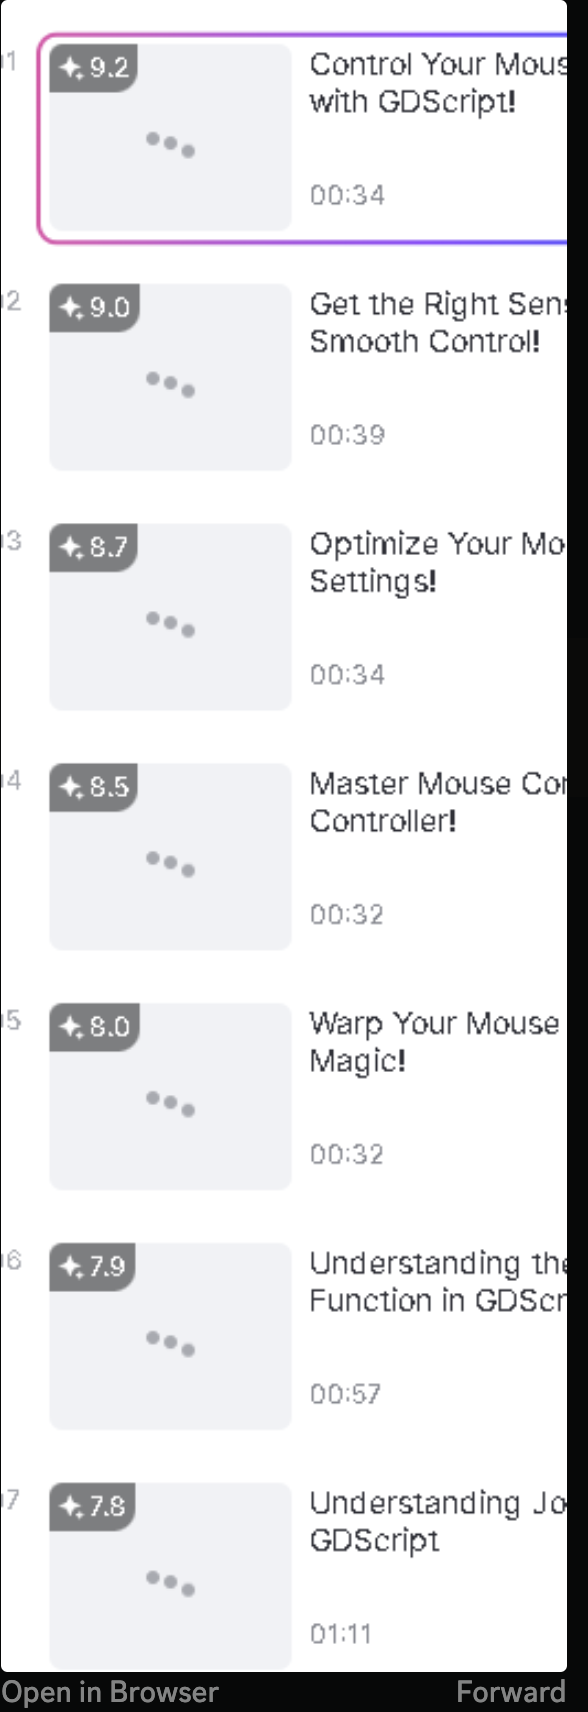 1
9.2
Control Your Mous
with GDScript!
00:34
2
9.0
Get the Right Sens
Smooth Control!
00:39
3
8.7
Optimize Your Mo
Settings!
00:34
4
8.5
Master Mouse Cor
Controller!
00:32
5
8.0
Warp Your Mouse
Magic!
00:32
6
7.9
Understanding the
Function in GDScr
00:57
7
7.8
Understanding Jo
GDScript
01:11
Open in Browser
Forward